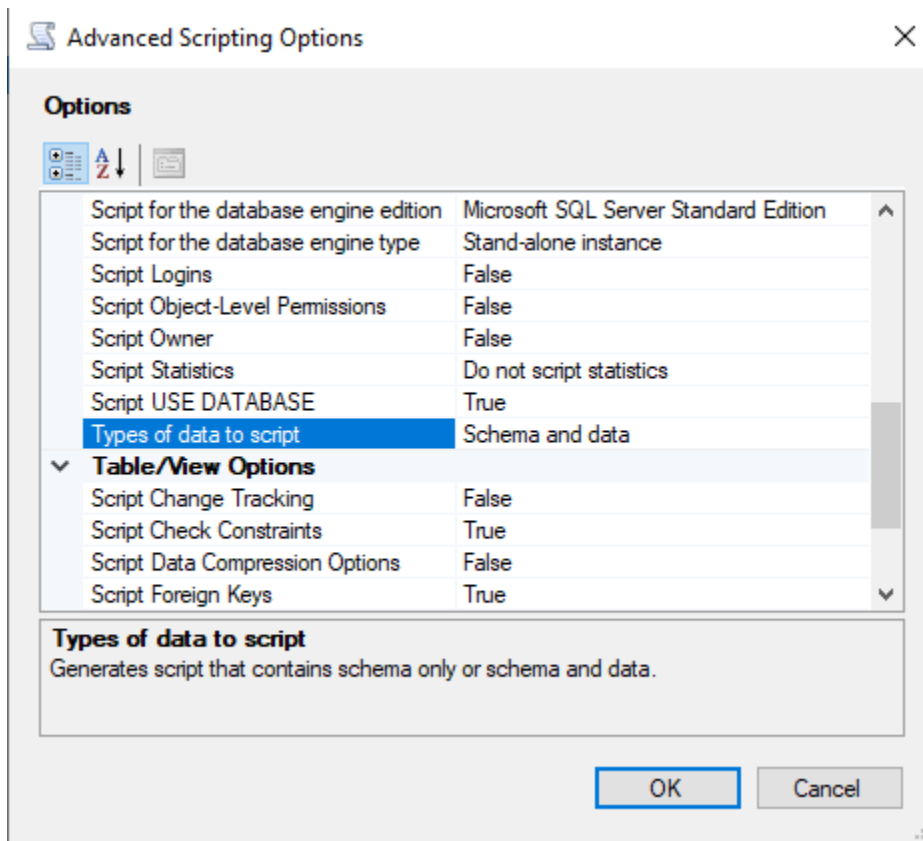 Advanced Scripting Options
Options
Script for the database engine edition Microsoft SQL Server Standard Edition
Script for the database engine type Stand-alone instance
Script Logins False
Script Object-Level Permissions False
Script Owner False
Script Statistics Do not script statistics
Script USE DATABASE True
Types of data to script Schema and data
Table/View Options
Script Change Tracking False
Script Check Constraints True
Script Data Compression Options False
Script Foreign Keys True
Types of data to script
Generates script that contains schema only or schema and data.
OK Cancel